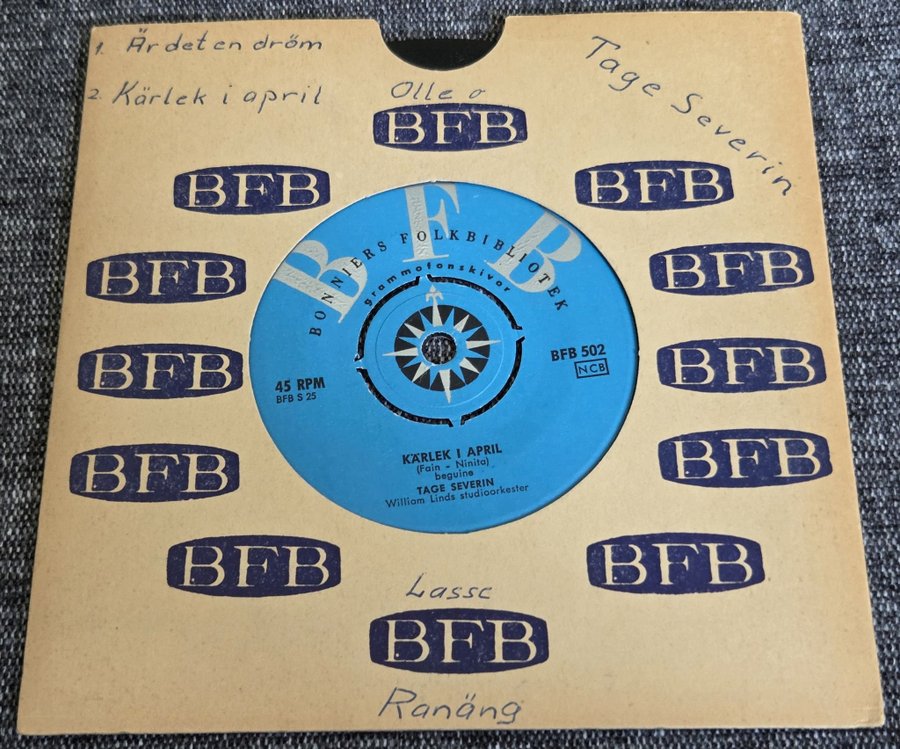 1. Är det en dröm
2. Kärlek i april
Olle o
Tage Severin
BFB
BFB
BFB
BFB
BFB
BFB
BFB
BFB
BFB
BFB
BFB
BFB
BFB
BONNIERS FOLKBIBLIOTEK
grammofonskivor
45 RPM
BFB S 25
BFB 502
NCB
KÄRLEK I APRIL
(Fain - Ninita)
beguine
TAGE SEVERIN
William Linds studioorkester
Lasse
Ranäng